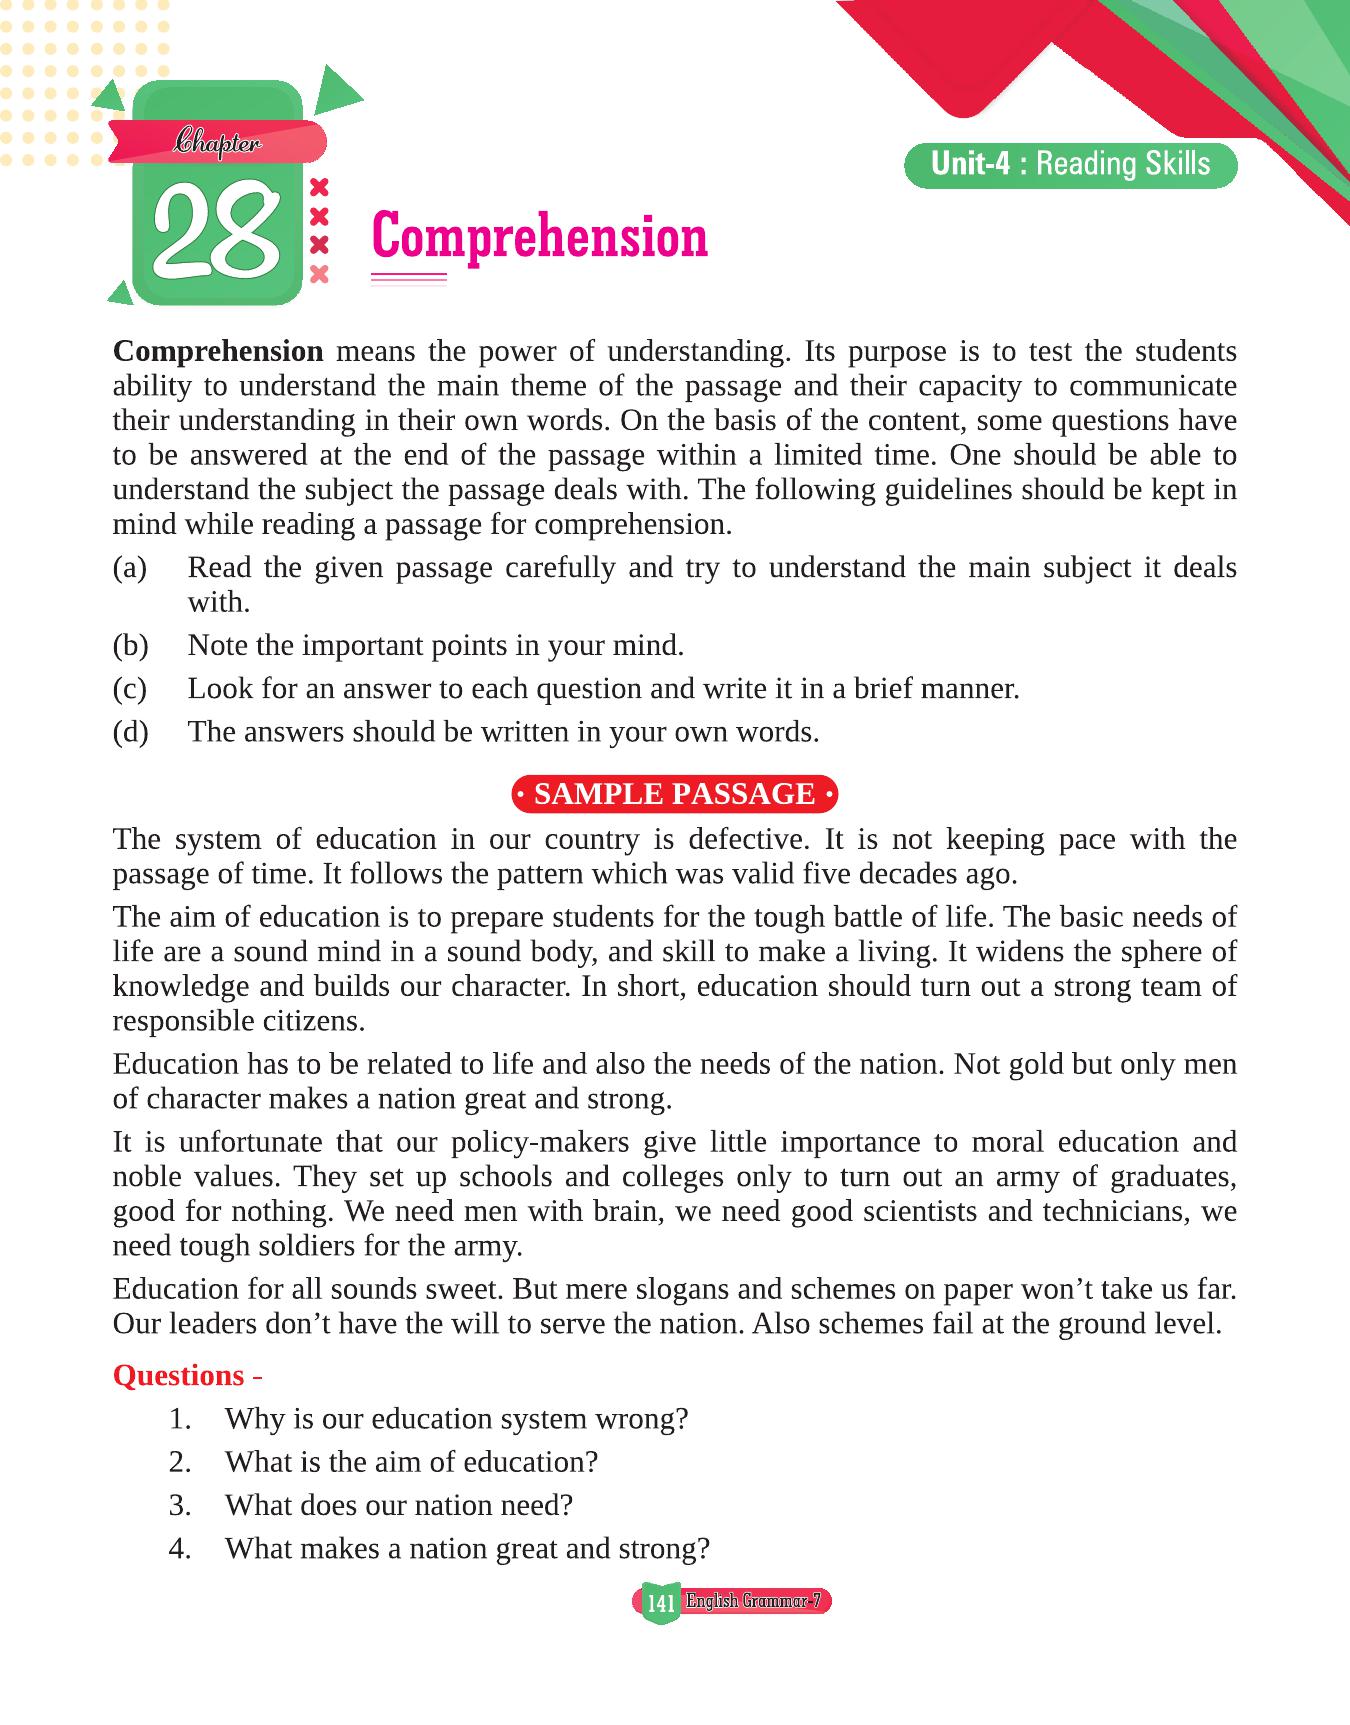 Chapter
28
Unit-4 : Reading Skills
Comprehension
Comprehension means the power of understanding. Its purpose is to test the students
ability to understand the main theme of the passage and their capacity to communicate
their understanding in their own words. On the basis of the content, some questions have
to be answered at the end of the passage within a limited time. One should be able to
understand the subject the passage deals with. The following guidelines should be kept in
mind while reading a passage for comprehension.
(a) Read the given passage carefully and try to understand the main subject it deals
with.
(b) Note the important points in your mind.
(c) Look for an answer to each question and write it in a brief manner.
(d) The answers should be written in your own words.
• SAMPLE PASSAGE •
The system of education in our country is defective. It is not keeping pace with the
passage of time. It follows the pattern which was valid five decades ago.
The aim of education is to prepare students for the tough battle of life. The basic needs of
life are a sound mind in a sound body, and skill to make a living. It widens the sphere of
knowledge and builds our character. In short, education should turn out a strong team of
responsible citizens.
Education has to be related to life and also the needs of the nation. Not gold but only men
of character makes a nation great and strong.
It is unfortunate that our policy-makers give little importance to moral education and
noble values. They set up schools and colleges only to turn out an army of graduates,
good for nothing. We need men with brain, we need good scientists and technicians, we
need tough soldiers for the army.
Education for all sounds sweet. But mere slogans and schemes on paper won’t take us far.
Our leaders don’t have the will to serve the nation. Also schemes fail at the ground level.
Questions -
1. Why is our education system wrong?
2. What is the aim of education?
3. What does our nation need?
4. What makes a nation great and strong?
141 English Grammar-7